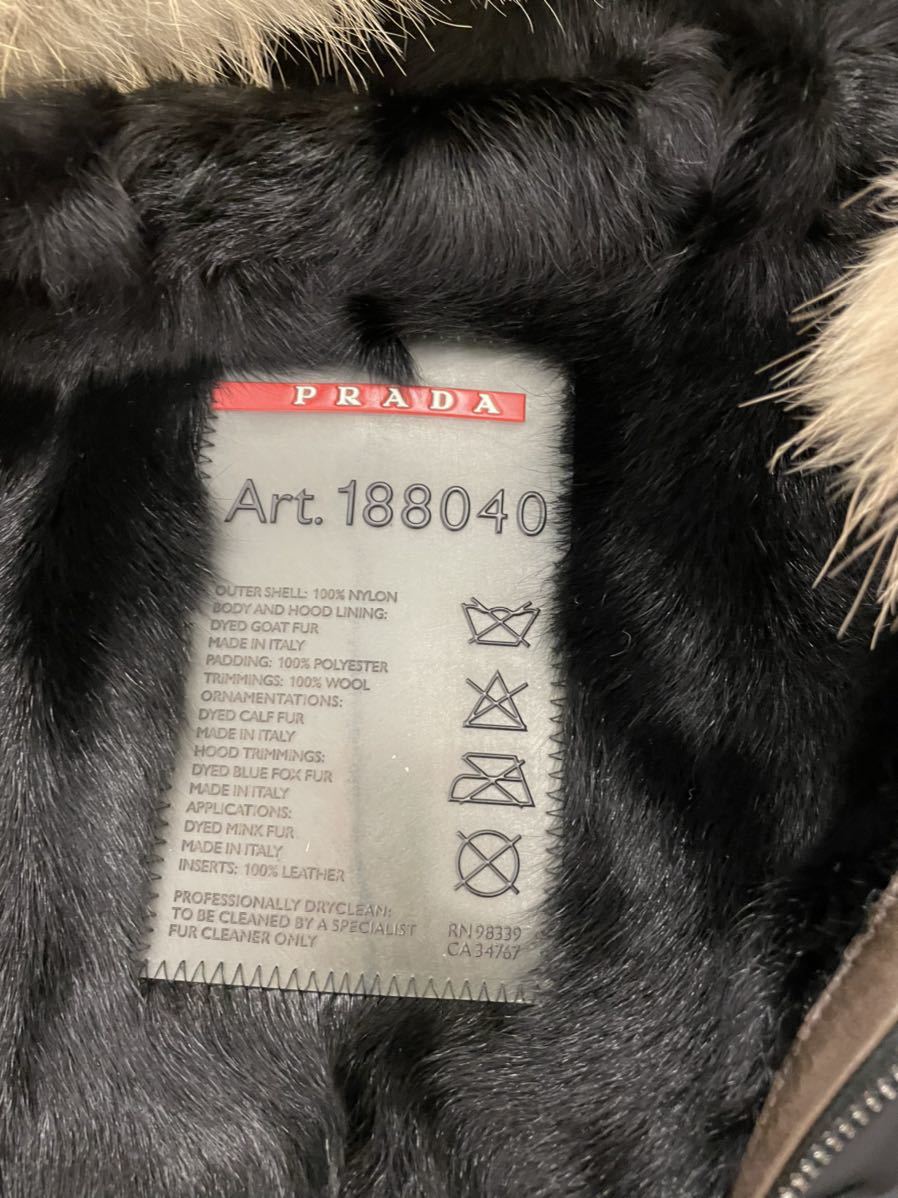 PRADA
Art. 188040
OUTER SHELL: 100% NYLON
BODY AND HOOD LINING:
DYED GOAT FUR
MADE IN ITALY
PADDING: 100% POLYESTER
TRIMMINGS: 100% WOOL
ORNAMENTATIONS:
DYED CALF FUR
MADE IN ITALY
HOOD TRIMMINGS:
DYED BLUE FOX FUR
MADE IN ITALY
APPLICATIONS:
DYED MINK FUR
MADE IN ITALY
INSERTS: 100% LEATHER
PROFESSIONALLY DRYCLEAN:
TO BE CLEANED BY A SPECIALIST
FUR CLEANER ONLY
RN 98339
CA 34767